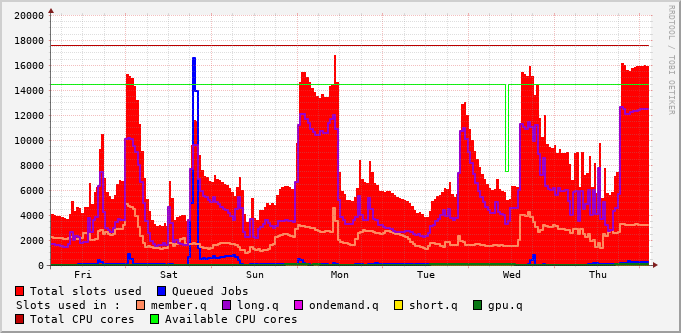 20000
18000
16000
14000
12000
10000
8000
6000
4000
2000
0
Fri Sat Sun Mon Tue Wed Thu
RRDTOOL / TOBI OETIKER
Total slots used Queued Jobs
Slots used in : member.q long.q ondemand.q short.q gpu.q
Total CPU cores Available CPU cores